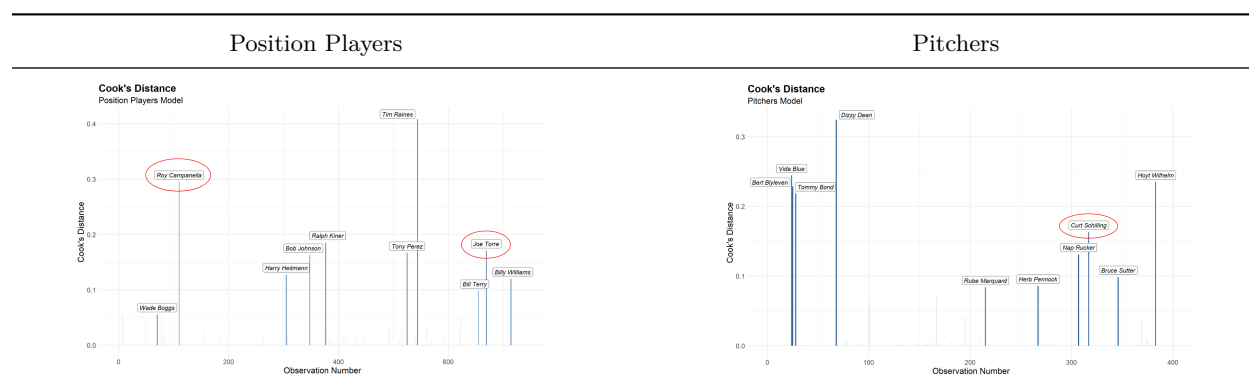 Position Players
Pitchers
Cook's Distance
Position Players Model
Cook's Distance
0.4
0.3
0.2
0.1
0.0
Tim Raines
Roy Campanella
Ralph Kiner
Bob Johnson
Tony Perez
Joe Torre
Harry Heilmann
Billy Williams
Bill Terry
Wade Boggs
0
200
400
600
Observation Number
Cook's Distance
Pitchers Model
Cook's Distance
0.3
0.2
0.1
0.0
Dizzy Dean
Vida Blue
Bert Blyleven
Tommy Bond
Hoyt Wilhelm
Curt Schilling
Nap Rucker
Bruce Sutter
Rube Marquard
Herb Pennock
0
100
200
300
400
Observation Number